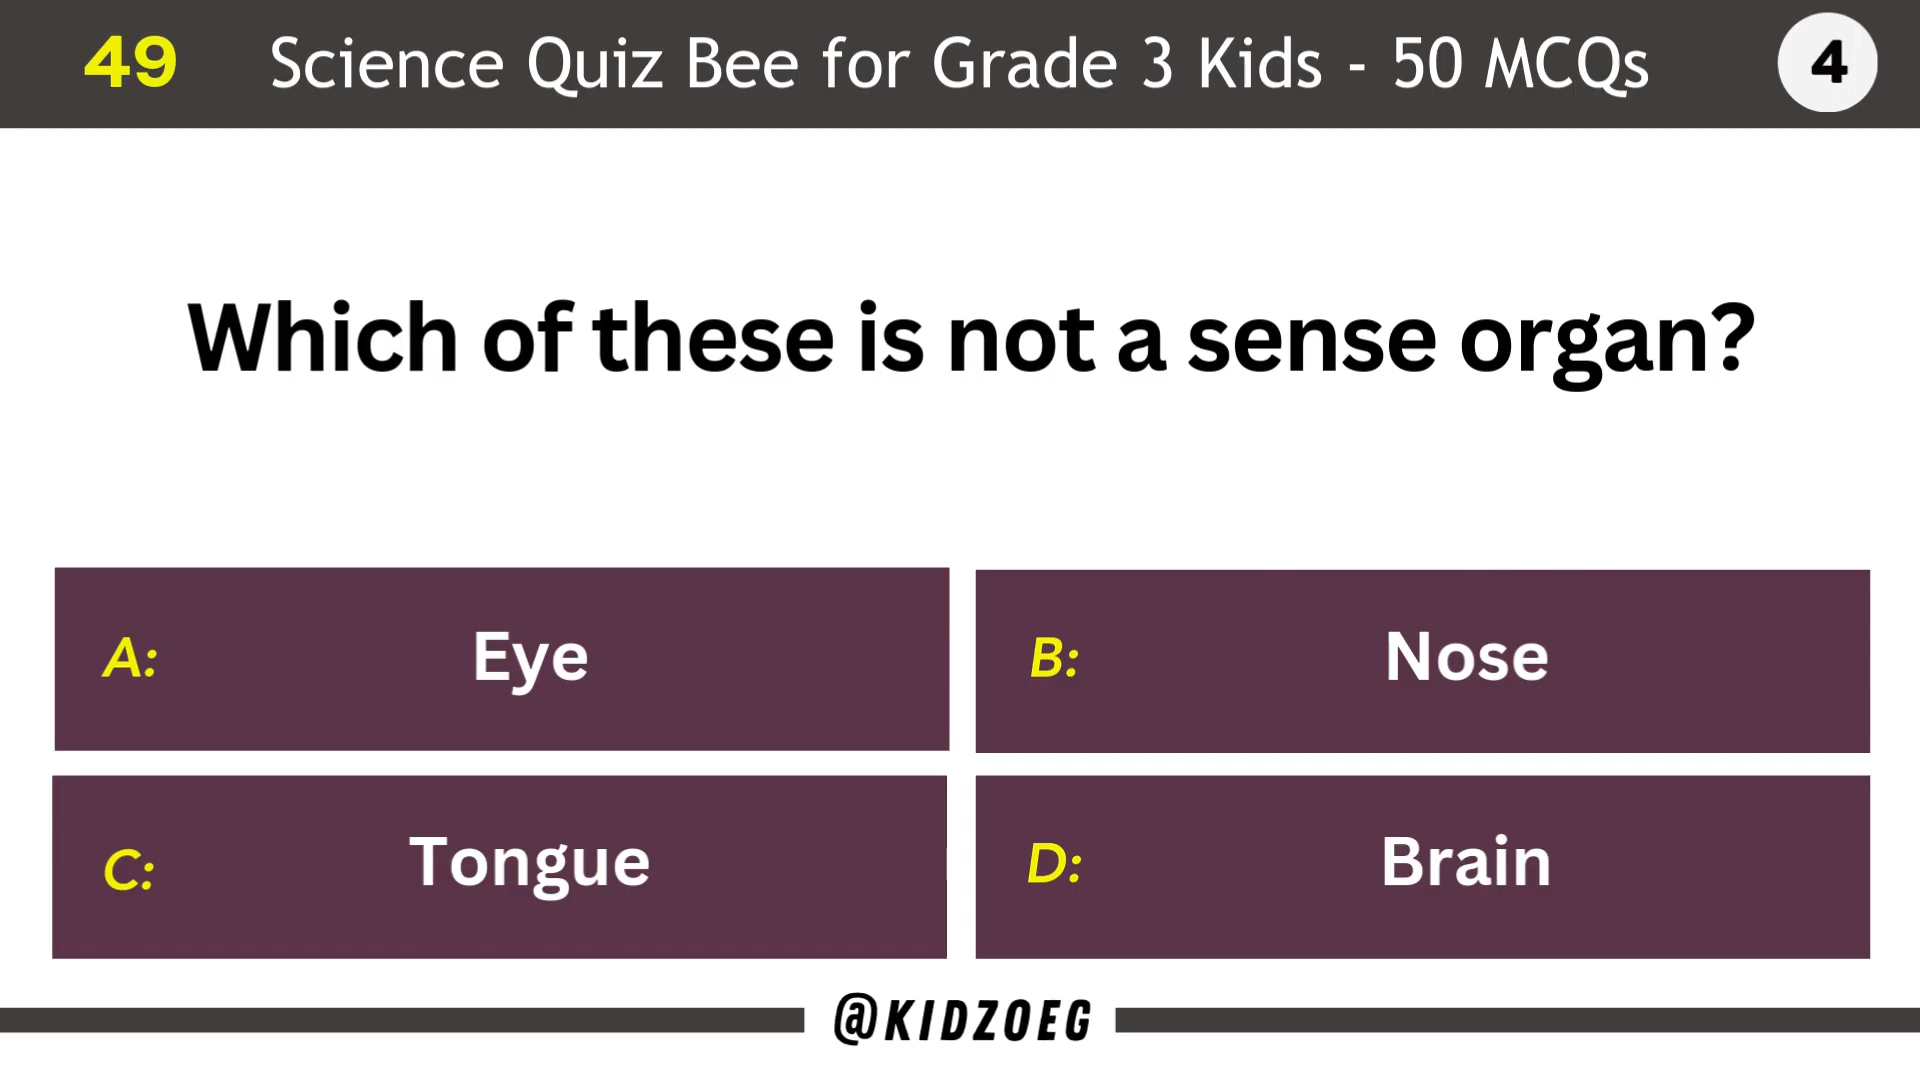 49 Science Quiz Bee for Grade 3 Kids - 50 MCQs 4
Which of these is not a sense organ?
A: Eye
B: Nose
C: Tongue
D: Brain
@KIDZOEG